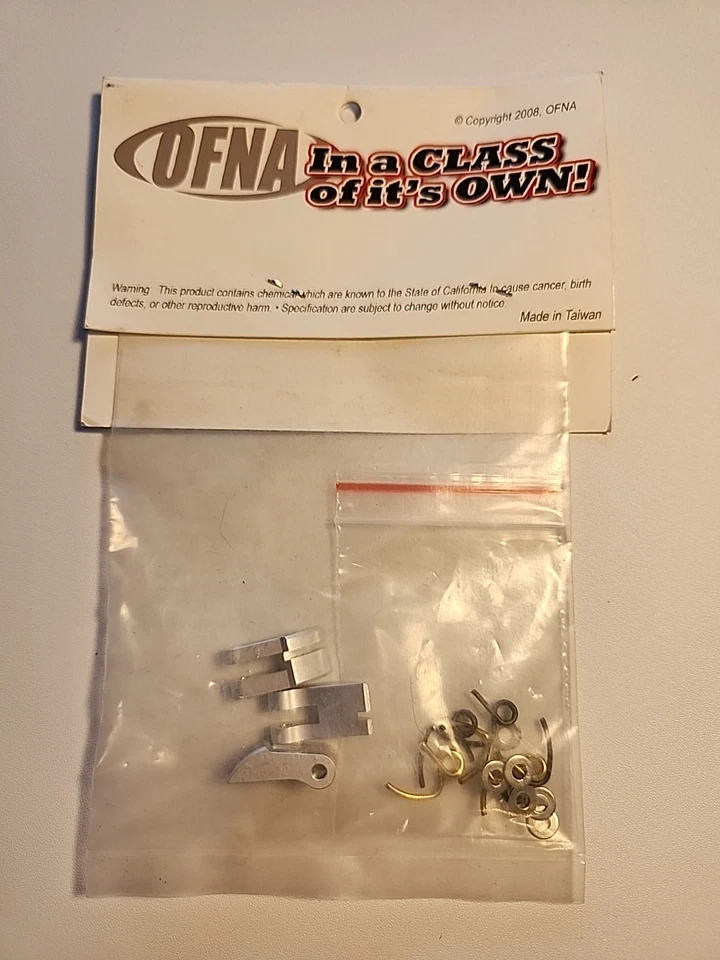 © Copyright 2008, OFNA
OFNA
In a CLASS
of it's OWN!
Warning: This product contains chemical which are known to the State of California to cause cancer, birth
defects, or other reproductive harm. • Specification are subject to change without notice
Made in Taiwan